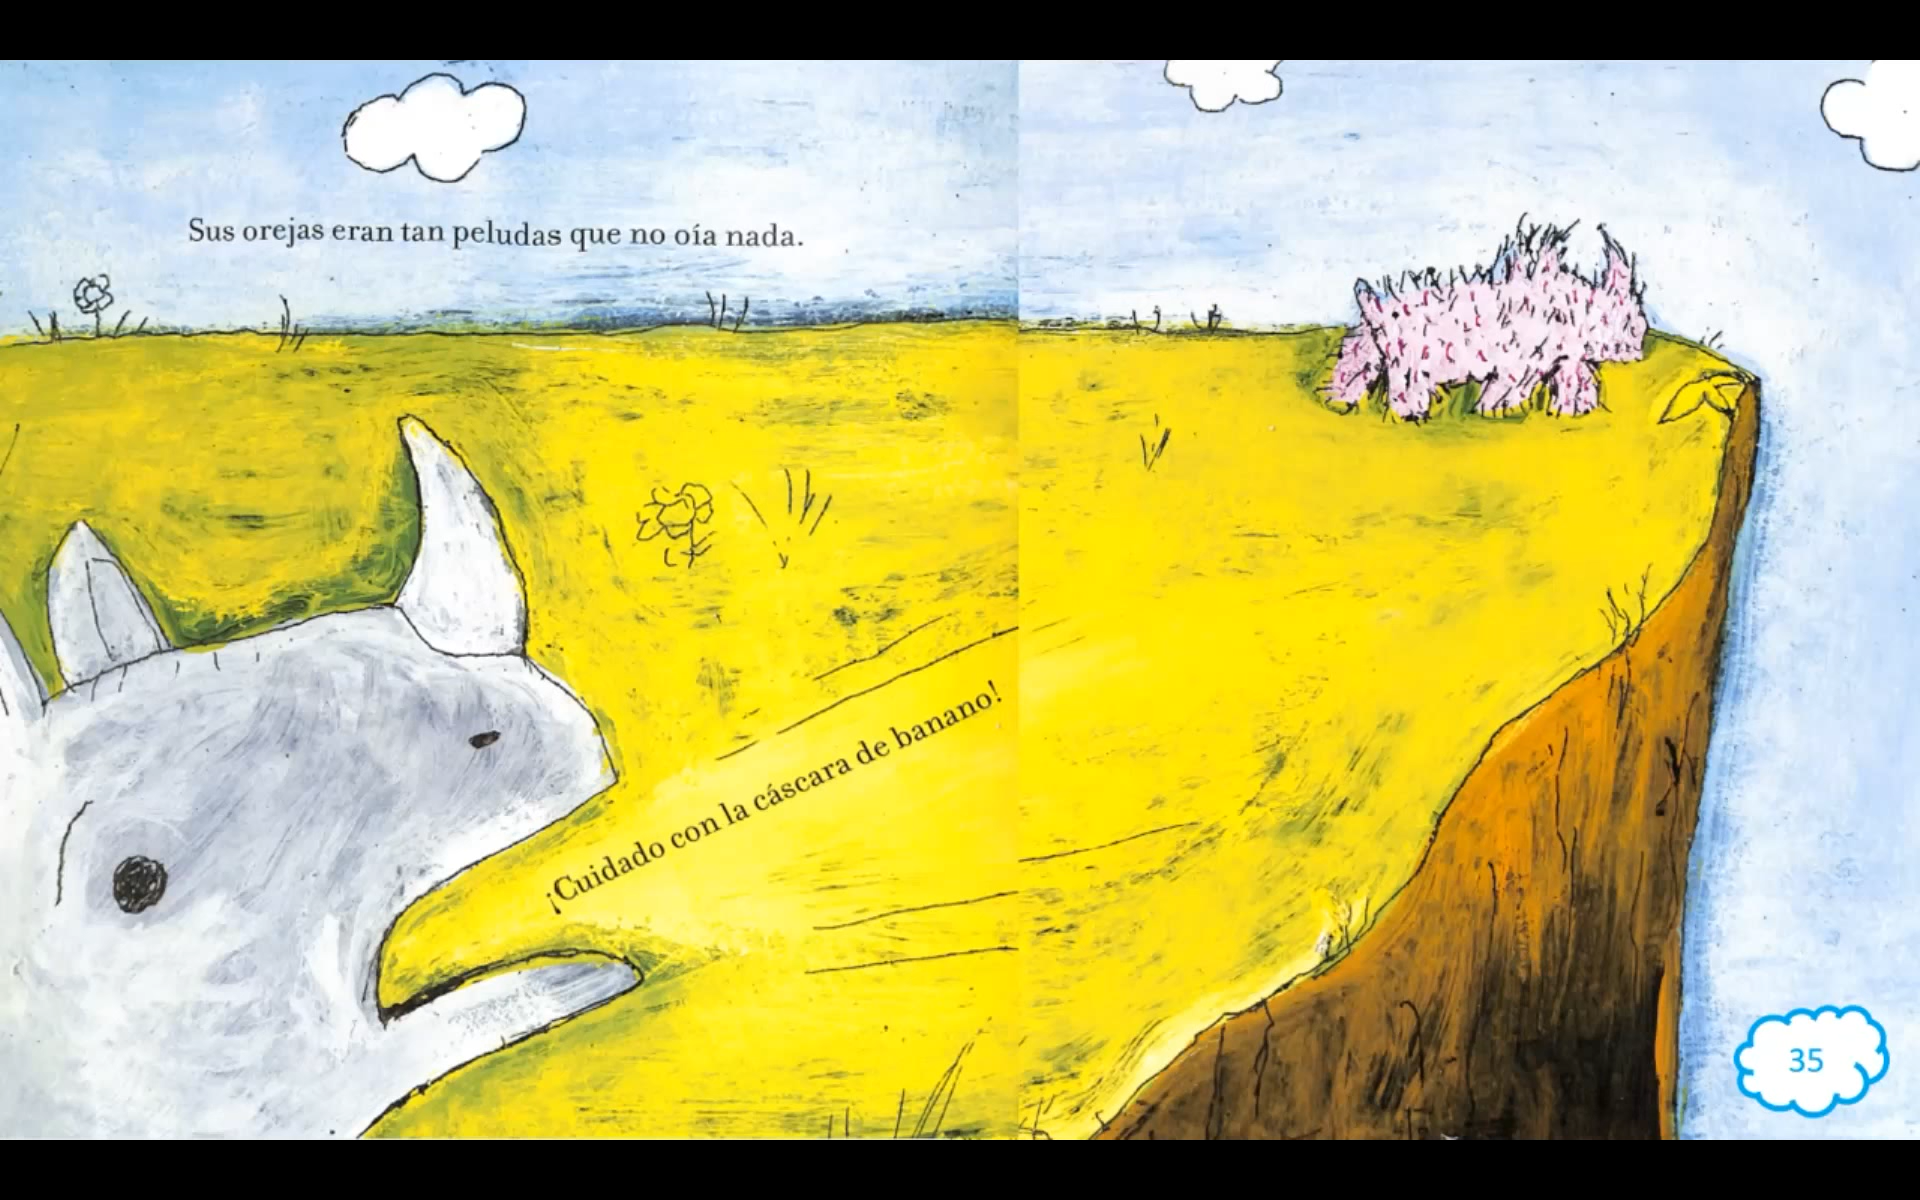 Sus orejas eran tan peludas que no oía nada.
¡Cuidado con la cáscara de banano!
35